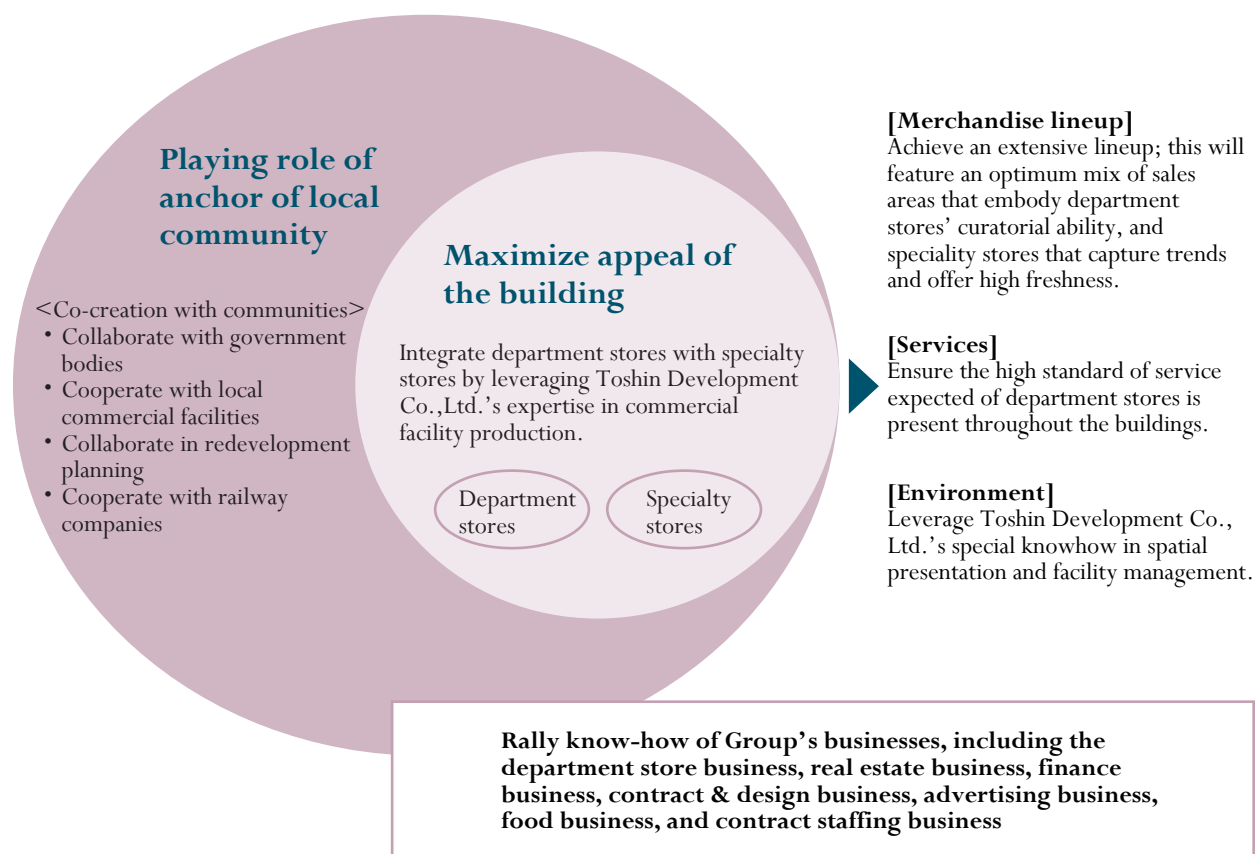 Playing role of
anchor of local
community
<Co-creation with communities>
・Collaborate with government
bodies
・Cooperate with local
commercial facilities
・Collaborate in redevelopment
planning
・Cooperate with railway
companies
Maximize appeal of
the building
Integrate department stores with specialty
stores by leveraging Toshin Development
Co.,Ltd.’s expertise in commercial
facility production.
Department
stores
Specialty
stores
[Merchandise lineup]
Achieve an extensive lineup; this will
feature an optimum mix of sales
areas that embody department
stores’ curatorial ability, and
speciality stores that capture trends
and offer high freshness.
[Services]
Ensure the high standard of service
expected of department stores is
present throughout the buildings.
[Environment]
Leverage Toshin Development Co.,
Ltd.’s special knowhow in spatial
presentation and facility management.
Rally know-how of Group’s businesses, including the
department store business, real estate business, finance
business, contract & design business, advertising business,
food business, and contract staffing business